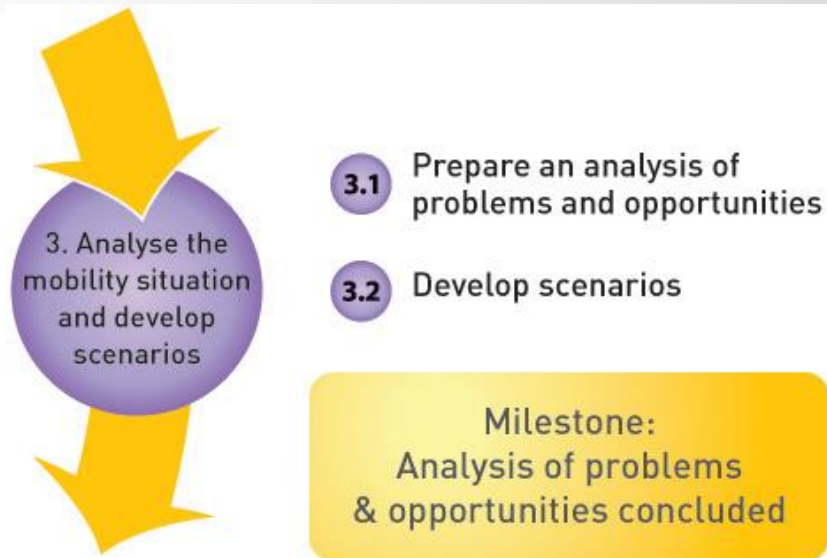 3. Analyse the
mobility situation
and develop
scenarios
3.1 Prepare an analysis of
problems and opportunities
3.2 Develop scenarios
Milestone:
Analysis of problems
& opportunities concluded